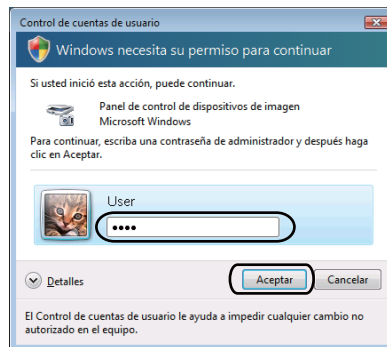 Control de cuentas de usuario
Windows necesita su permiso para continuar
Si usted inició esta acción, puede continuar.
Panel de control de dispositivos de imagen
Microsoft Windows
Para continuar, escriba una contraseña de administrador y después haga
clic en Aceptar.
User
••••
Detalles
Aceptar
Cancelar
El Control de cuentas de usuario le ayuda a impedir cualquier cambio no
autorizado en el equipo.